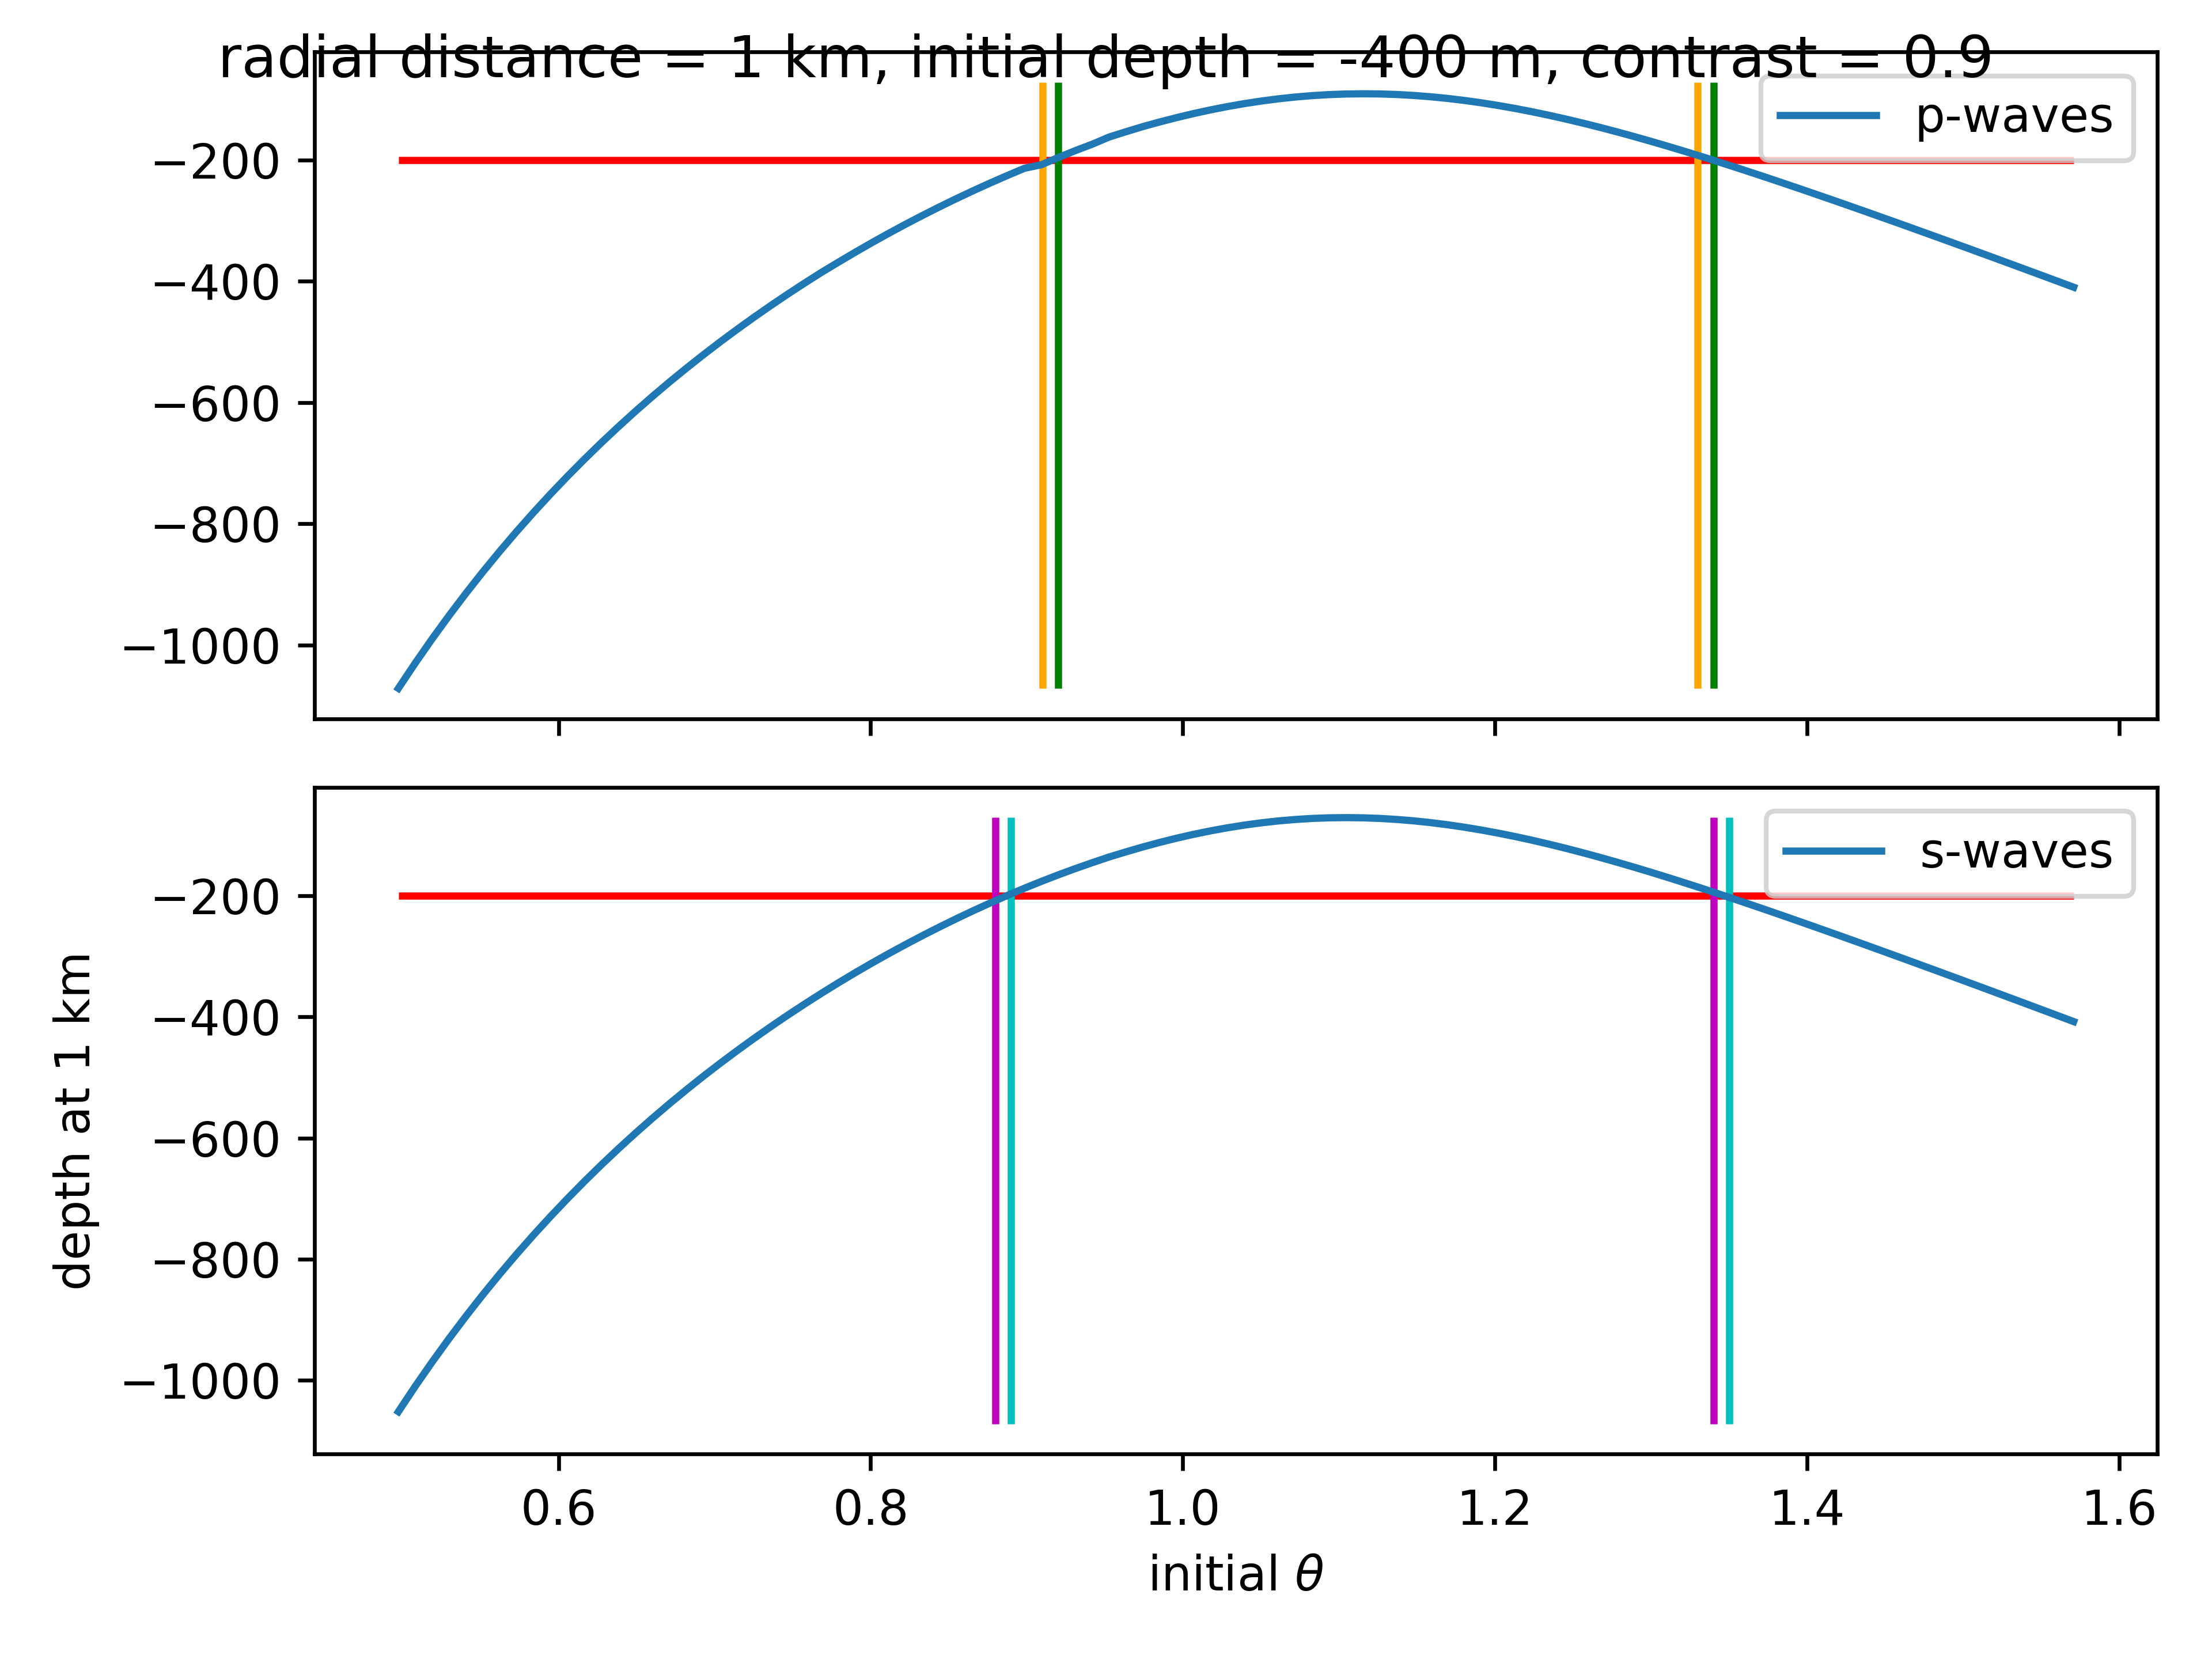 radial distance = 1 km, initial depth = -400 m, contrast = 0.9
p-waves
−200
−400
−600
−800
−1000
s-waves
−200
−400
−600
−800
−1000
depth at 1 km
0.6 0.8 1.0 1.2 1.4 1.6
initial θ